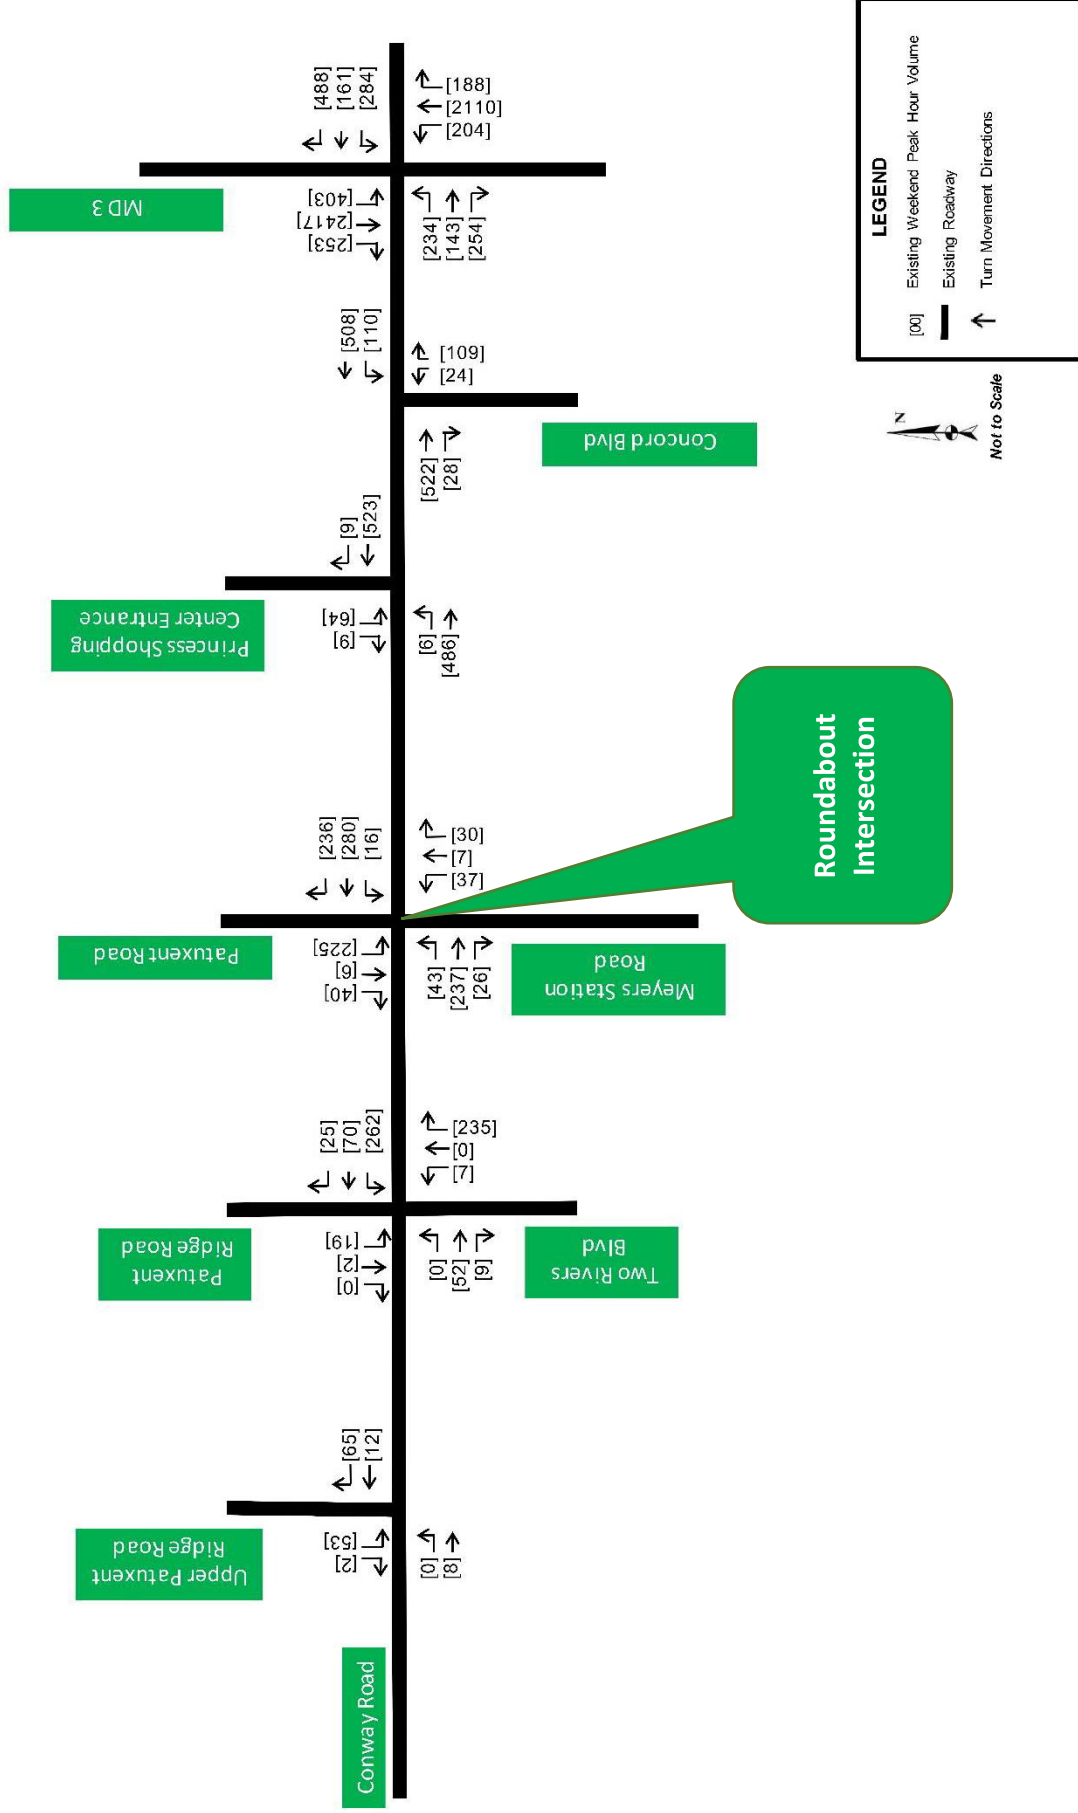 MD 3
[488]
[161]
[284]
[403]
[2417]
[253]
[188]
[2110]
[204]
[234]
[143]
[254]
[508]
[110]
[109]
[24]
[522]
[28]
Concord Blvd
[9]
[523]
Princess Shopping
Center Entrance
[64]
[9]
[6]
[486]
[236]
[280]
[16]
Patuxent Road
[225]
[6]
[40]
[30]
[7]
[37]
[43]
[237]
[26]
Meyers Station
Road
Roundabout
Intersection
[25]
[70]
[262]
Patuxent
Ridge Road
[19]
[2]
[0]
[235]
[0]
[7]
[0]
[52]
[9]
Two Rivers
Blvd
[65]
[12]
Upper Patuxent
Ridge Road
[53]
[2]
[0]
[8]
Conway Road
LEGEND
[00] Existing Weekend Peak Hour Volume
Existing Roadway
Turn Movement Directions
N
Not to Scale